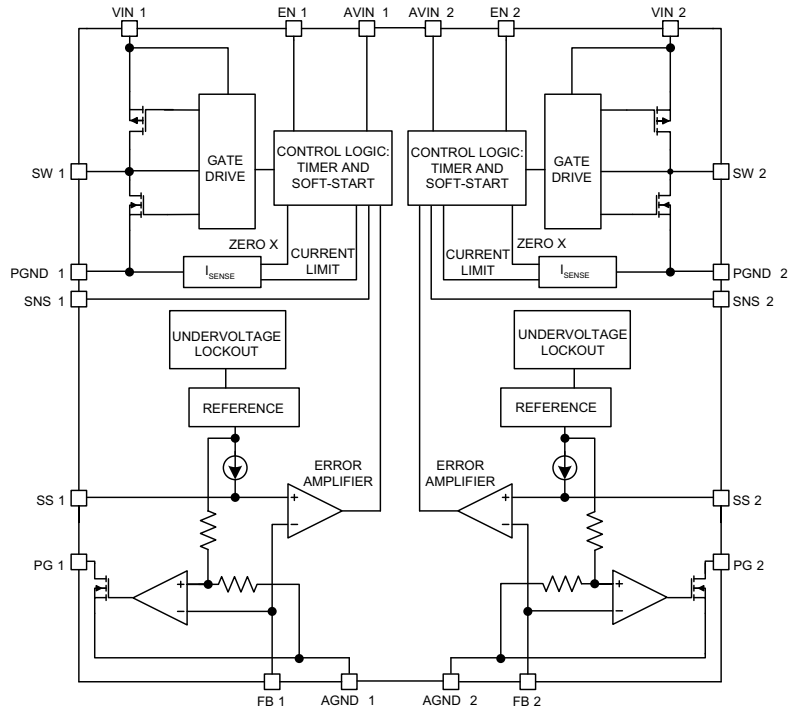 VIN 1
EN 1
AVIN 1
AVIN 2
EN 2
VIN 2
SW 1
GATE
DRIVE
CONTROL LOGIC:
TIMER AND
SOFT-START
CONTROL LOGIC:
TIMER AND
SOFT-START
GATE
DRIVE
SW 2
ZERO X
CURRENT
LIMIT
ISENSE
PGND 1
SNS 1
ZERO X
CURRENT
LIMIT
ISENSE
PGND 2
SNS 2
UNDERVOLTAGE
LOCKOUT
UNDERVOLTAGE
LOCKOUT
REFERENCE
REFERENCE
ERROR
AMPLIFIER
ERROR
AMPLIFIER
SS 1
+
−
+
−
SS 2
PG 1
+
−
+
−
PG 2
FB 1
AGND 1
AGND 2
FB 2